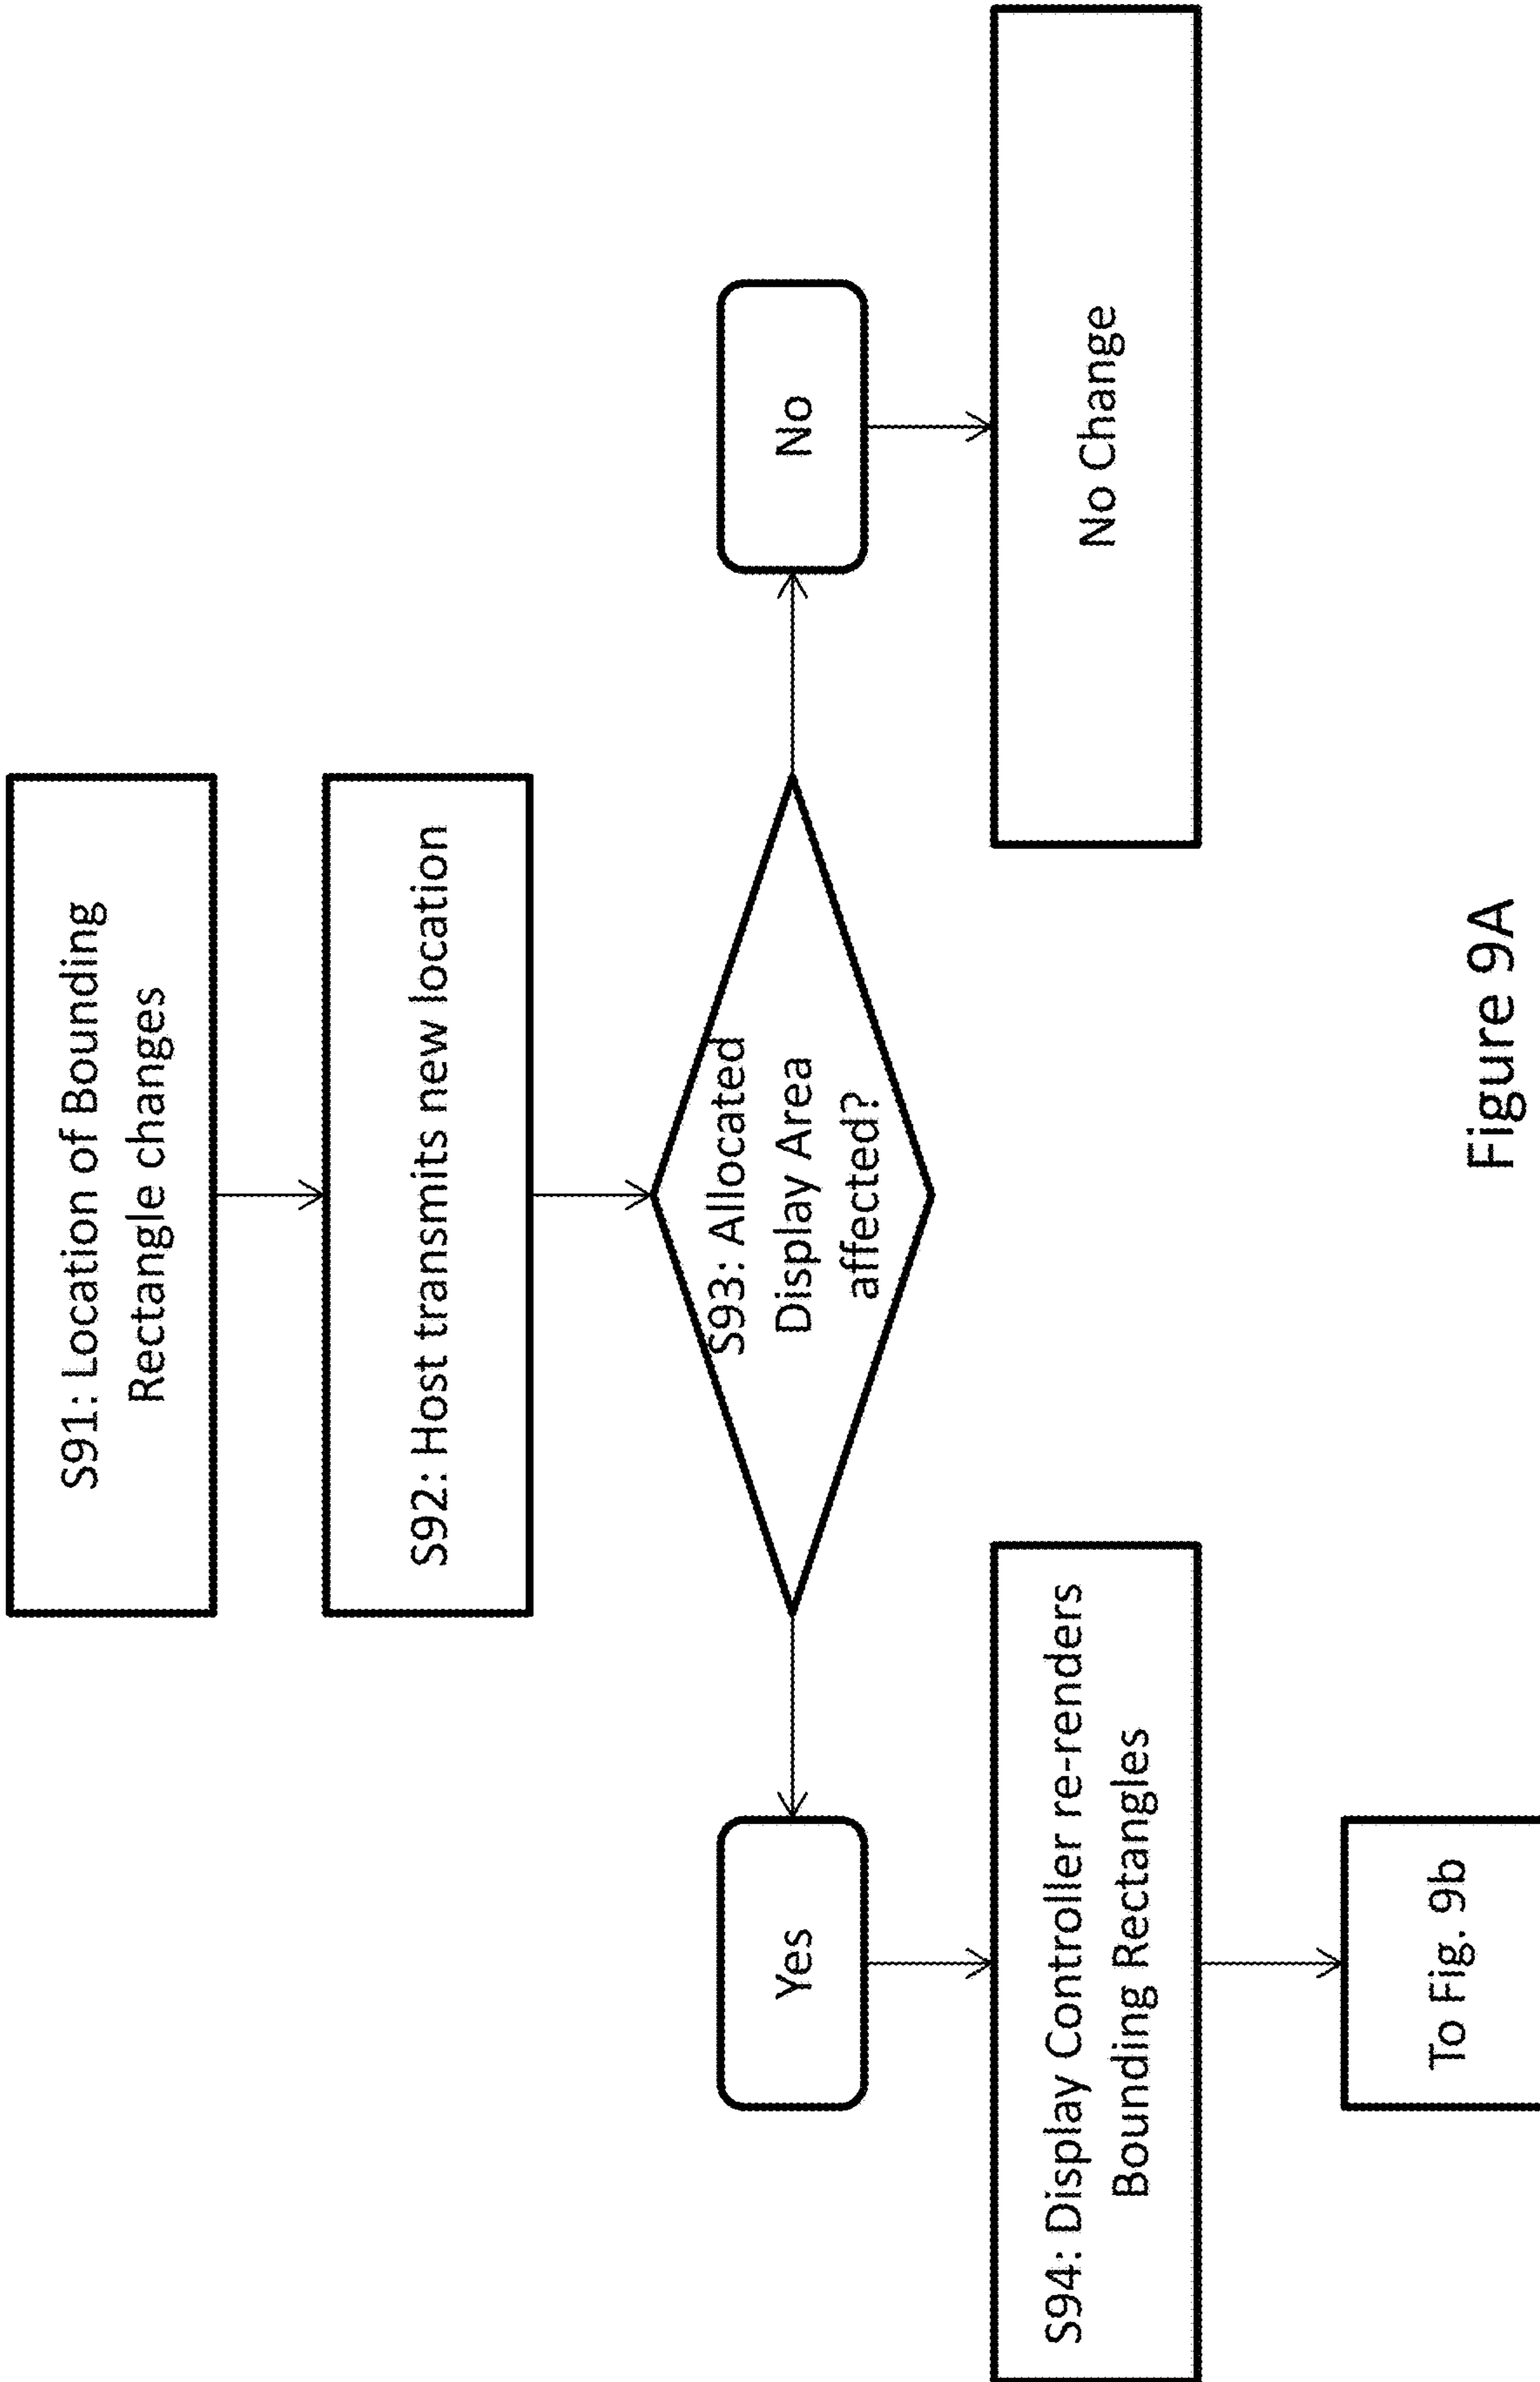 S91: Location of Bounding
Rectangle changes
S92: Host transmits new location
S93: Allocated
Display Area
affected?
Yes
No
S94: Display Controller re-renders
Bounding Rectangles
No Change
To Fig. 9b
Figure 9A